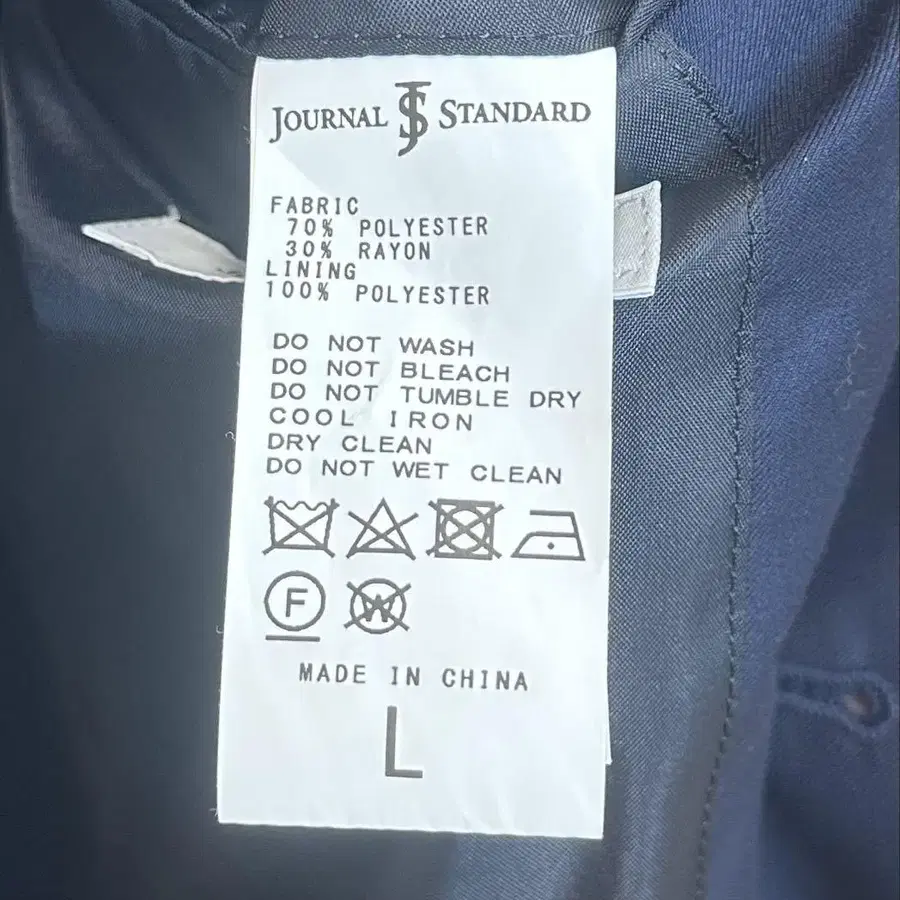 JOURNAL JS STANDARD
FABRIC
70% POLYESTER
30% RAYON
LINING
100% POLYESTER
DO NOT WASH
DO NOT BLEACH
DO NOT TUMBLE DRY
COOL IRON
DRY CLEAN
DO NOT WET CLEAN
F W
MADE IN CHINA
L